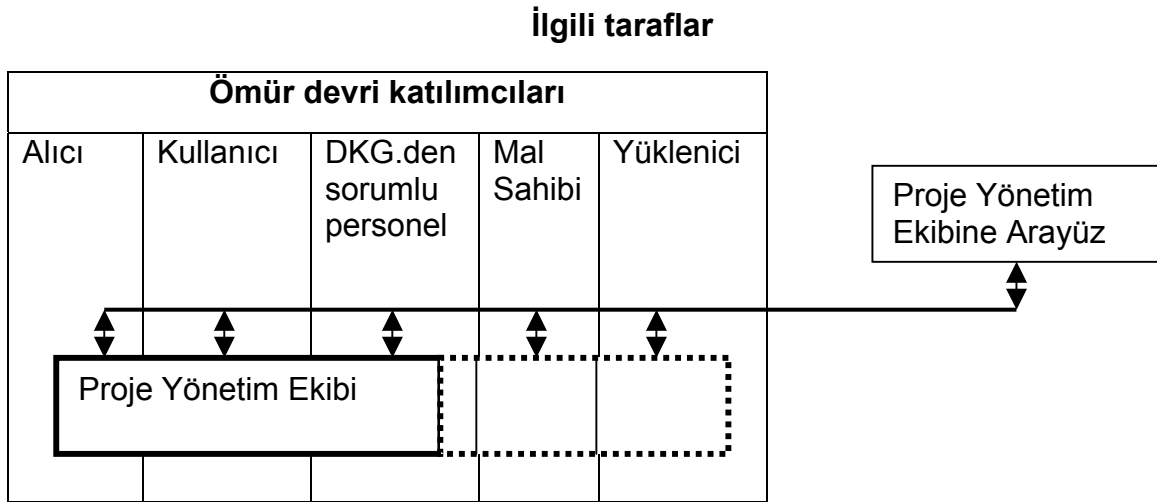 İlgili taraflar
Ömür devri katılımcıları
Alıcı
Kullanıcı
DKG.den
sorumlu
personel
Mal
Sahibi
Yüklenici
Proje Yönetim
Ekibine Arayüz
Proje Yönetim Ekibi